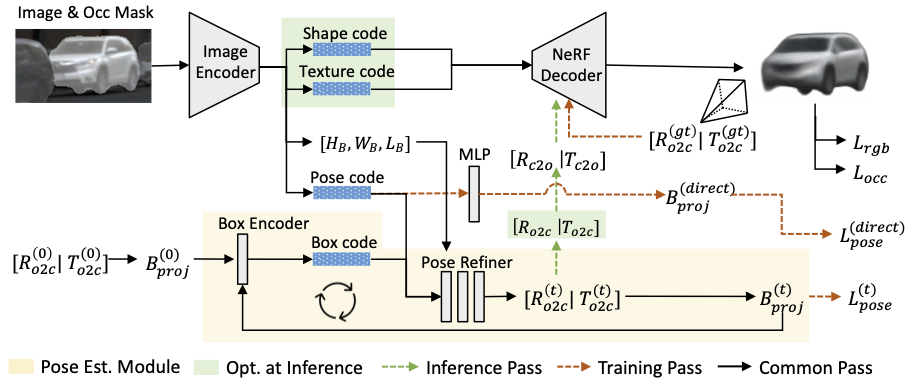 Image & Occ Mask
Image
Encoder
Shape code
Texture code
NeRF
Decoder
[R_{o2c}^{(gt)} | T_{o2c}^{(gt)}]
L_{rgb}
L_{occ}
[H_B, W_B, L_B]
MLP
[R_{c2o} |T_{c2o}]
Pose code
B_{proj}^{(direct)}
Box Encoder
[R_{o2c} |T_{o2c}]
L_{pose}^{(direct)}
Box code
Pose Refiner
[R_{o2c}^{(0)} | T_{o2c}^{(0)}]
B_{proj}^{(0)}
[R_{o2c}^{(t)} | T_{o2c}^{(t)}]
B_{proj}^{(t)}
L_{pose}^{(t)}
Pose Est. Module
Opt. at Inference
Inference Pass
Training Pass
Common Pass